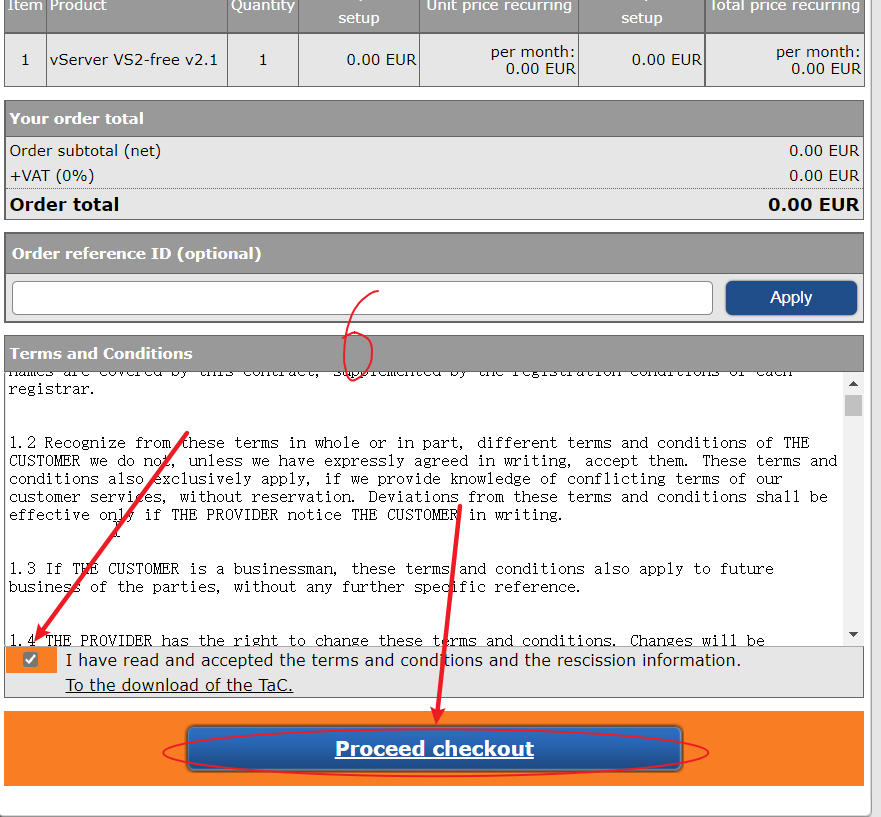 Item Product Quantity setup Unit price recurring setup Total price recurring
1 vServer VS2-free v2.1 1 0.00 EUR per month: 0.00 EUR 0.00 EUR per month: 0.00 EUR
Your order total
Order subtotal (net) 0.00 EUR
+VAT (0%) 0.00 EUR
Order total 0.00 EUR
Order reference ID (optional)
Apply
Terms and Conditions
names are covered by this contract, supplemented by the registration conditions of each
registrar.
1.2 Recognize from these terms in whole or in part, different terms and conditions of THE
CUSTOMER we do not, unless we have expressly agreed in writing, accept them. These terms and
conditions also exclusively apply, if we provide knowledge of conflicting terms of our
customer services, without reservation. Deviations from these terms and conditions shall be
effective only if THE PROVIDER notice THE CUSTOMER in writing.
1.3 If THE CUSTOMER is a businessman, these terms and conditions also apply to future
business of the parties, without any further specific reference.
1.4 THE PROVIDER has the right to change these terms and conditions. Changes will be
I have read and accepted the terms and conditions and the rescission information.
To the download of the TaC.
Proceed checkout